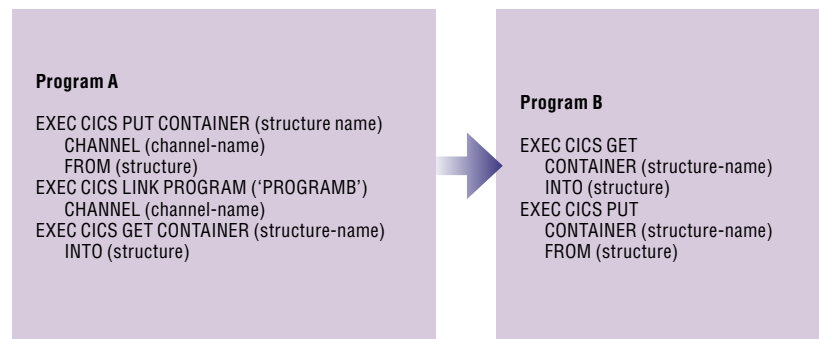 Program A
EXEC CICS PUT CONTAINER (structure name)
CHANNEL (channel-name)
FROM (structure)
EXEC CICS LINK PROGRAM (‘PROGRAMB’)
CHANNEL (channel-name)
EXEC CICS GET CONTAINER (structure-name)
INTO (structure)
Program B
EXEC CICS GET
CONTAINER (structure-name)
INTO (structure)
EXEC CICS PUT
CONTAINER (structure-name)
FROM (structure)